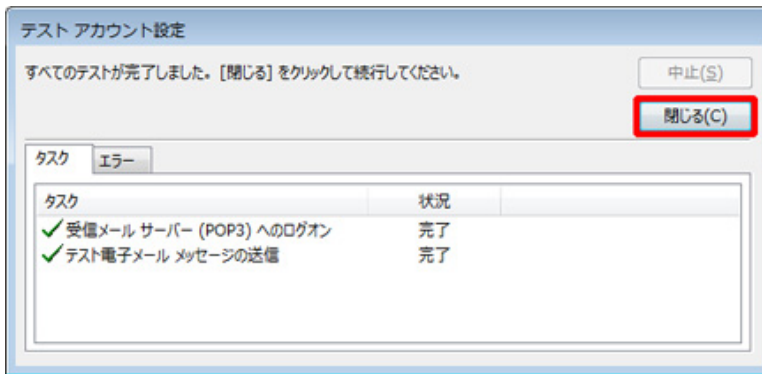 テスト アカウント設定
すべてのテストが完了しました。[閉じる] をクリックして続行してください。
中止(S)
閉じる(C)
タスク エラー
タスク 状況
受信メール サーバー (POP3) へのログオン 完了
テスト電子メール メッセージの送信 完了